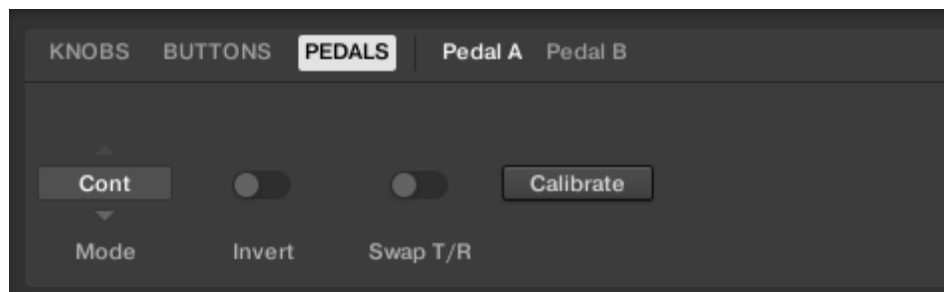 KNOBS BUTTONS PEDALS Pedal A Pedal B
Cont Calibrate
Mode Invert Swap T/R